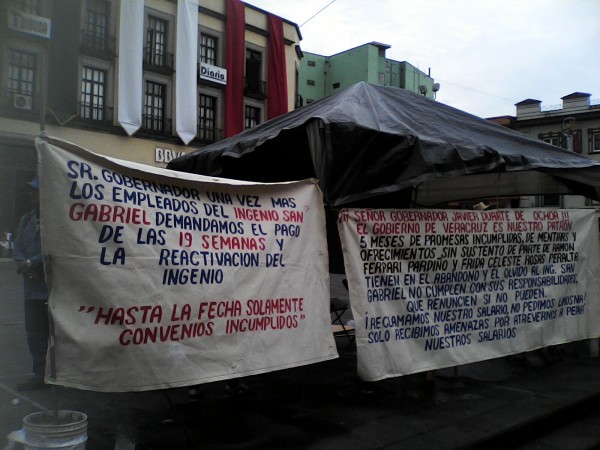 Diario
Diario
BBVA
SR. GOBERNADOR UNA VEZ MAS
LOS EMPLEADOS DEL INGENIO SAN
GABRIEL DEMANDAMOS EL PAGO
DE LAS 19 SEMANAS Y
LA REACTIVACION DEL
INGENIO
"HASTA LA FECHA SOLAMENTE
CONVENIOS INCUMPLIDOS"
¡¡ SEÑOR GOBERNADOR JAVIER DUARTE DE OCHOA !!!
EL GOBIERNO DE VERACRUZ ES NUESTRO PATRÓN
5 MESES DE PROMESAS INCUMPLIDAS, DE MENTIRAS Y
OFRECIMIENTOS, SIN SUSTENTO DE PARTE DE RAMON
FERRARI PARDIÑO Y FABIOLA CELESTE ROSAS PERALTA
TIENEN EN EL ABANDONO Y EL OLVIDO AL ING. SAN
GABRIEL NO CUMPLEN CON SUS RESPONSABILIDADES,
QUE RENUNCIEN SI NO PUEDEN.
¡RECLAMAMOS NUESTRO SALARIO, NO PEDIMOS LIMOSNA!
SOLO RECIBIMOS AMENAZAS POR ATREVERNOS A PEDIR
NUESTROS SALARIOS